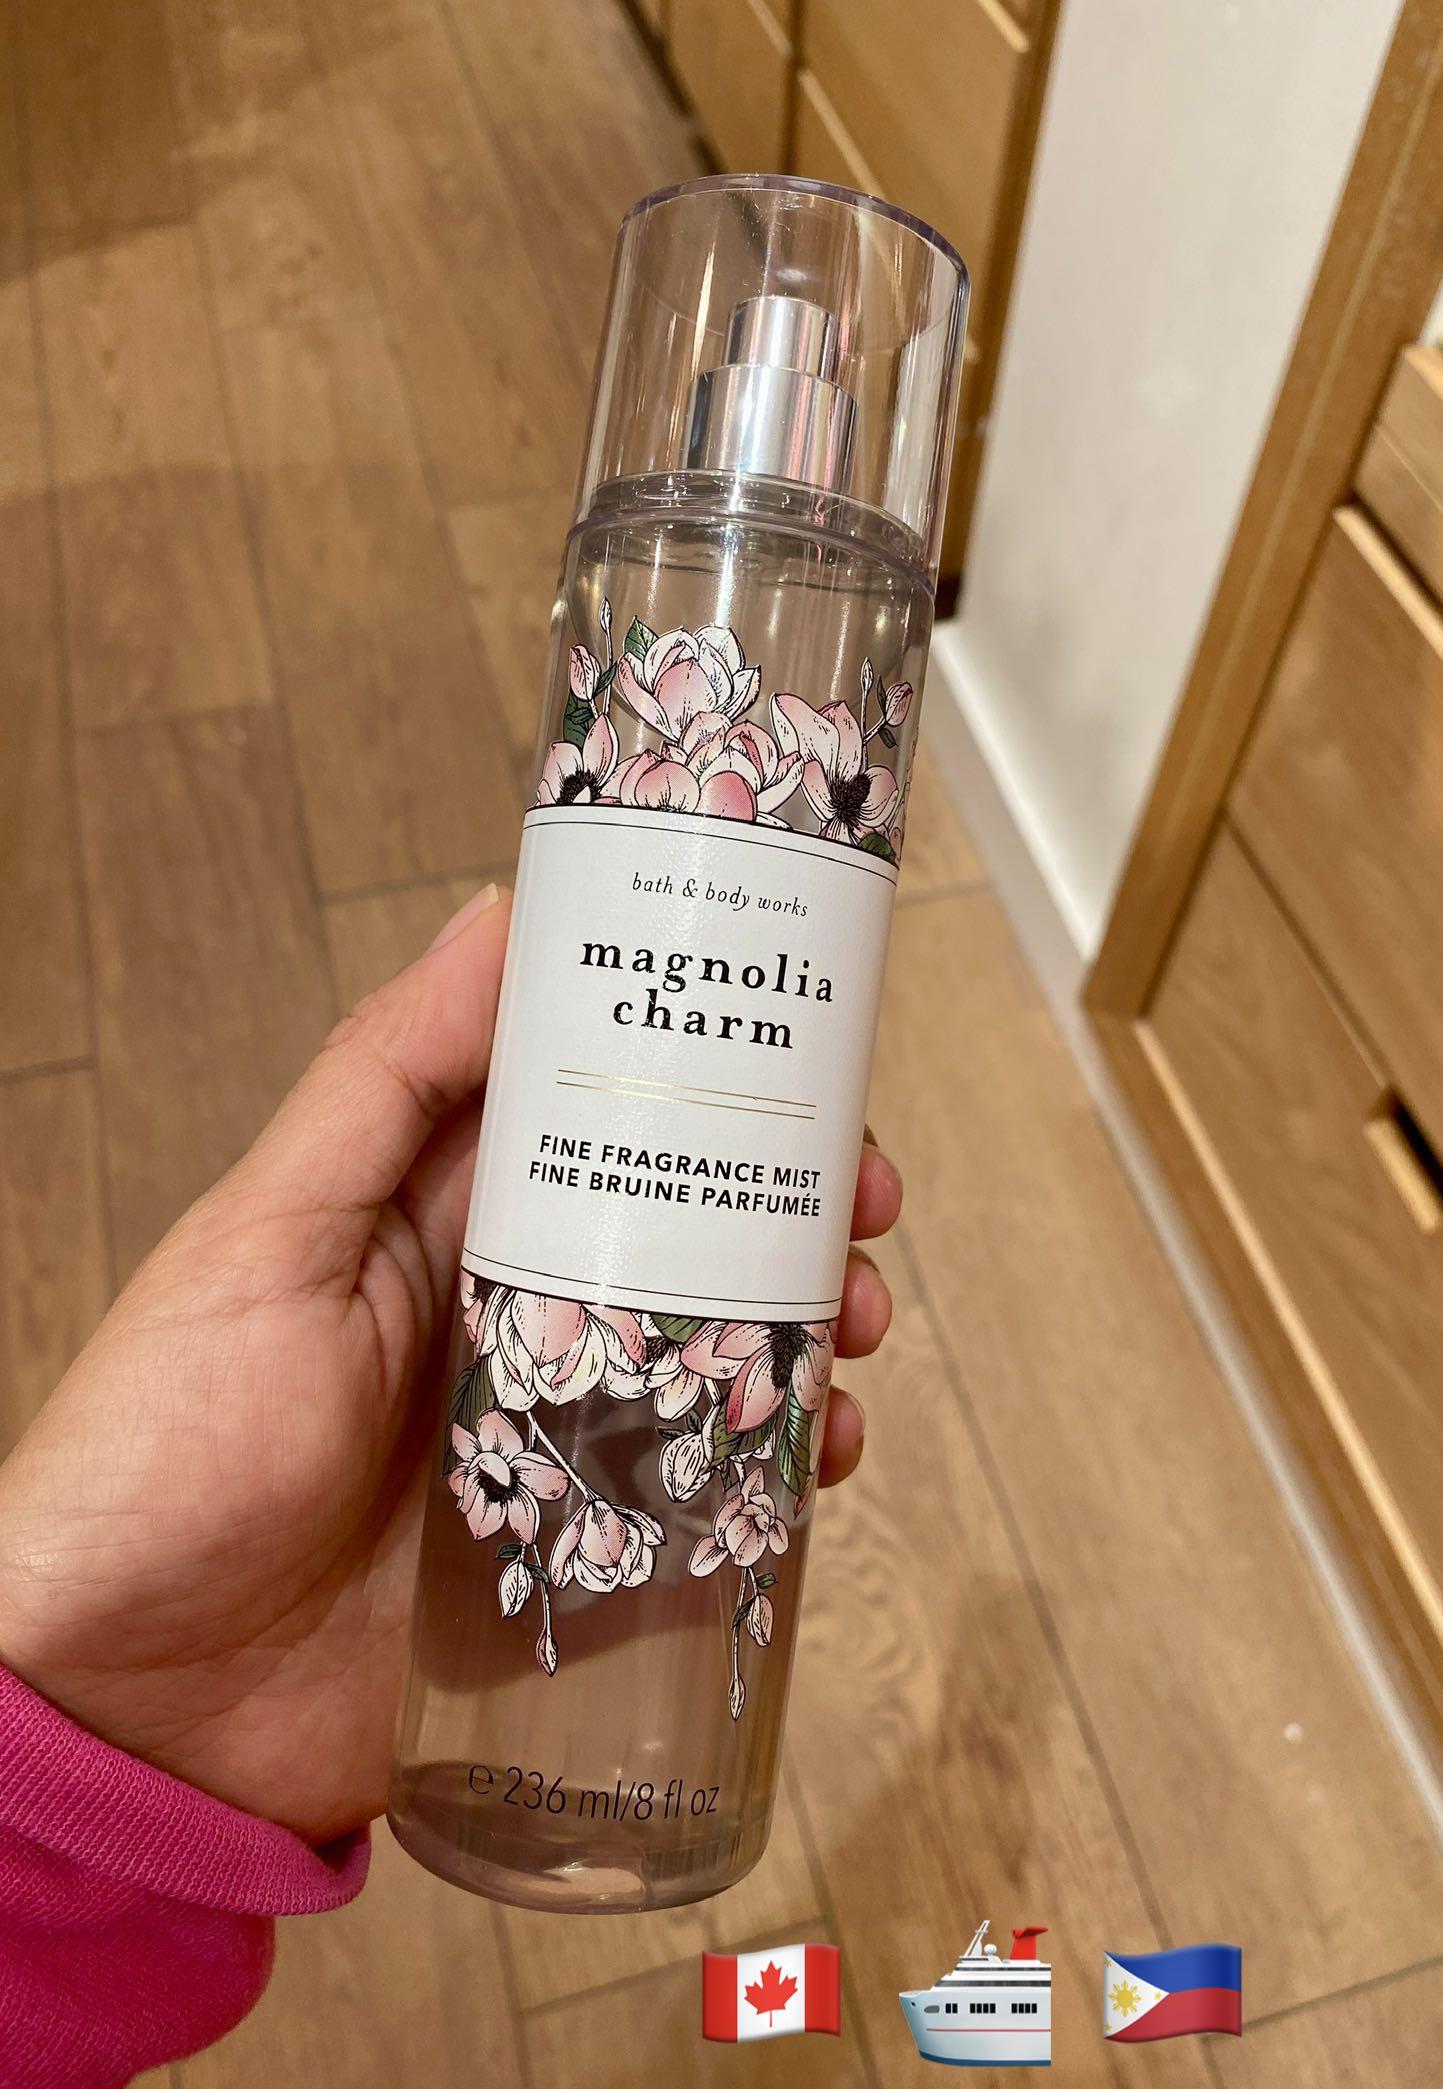 bath & body works
magnolia
charm
FINE FRAGRANCE MIST
FINE BRUINE PARFUMÉE
℮ 236 ml/8 fl oz